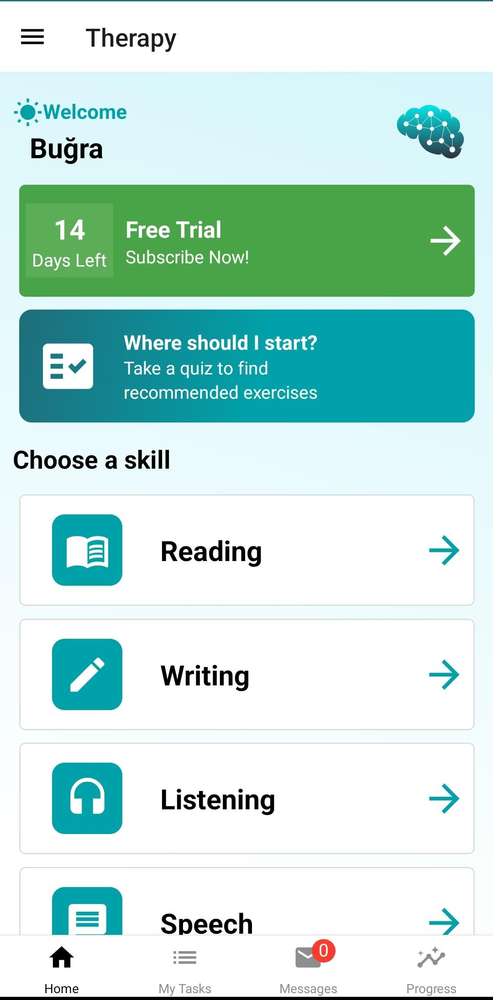 Therapy
Welcome
Buğra
14
Days Left
Free Trial
Subscribe Now!
Where should I start?
Take a quiz to find
recommended exercises
Choose a skill
Reading
Writing
Listening
Speech
0
Home
My Tasks
Messages
Progress